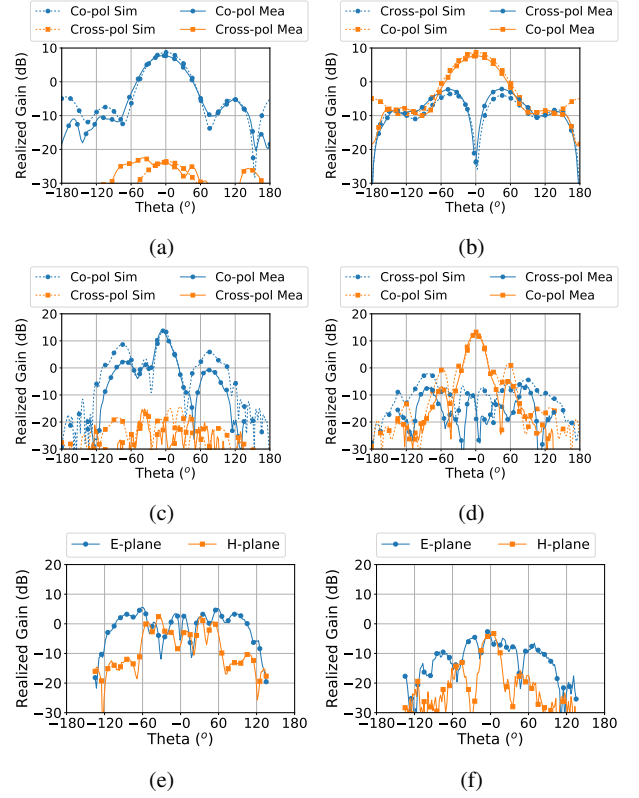 Co-pol Sim Co-pol Mea
Cross-pol Sim Cross-pol Mea
10
0
−10
−20
−30
Realized Gain (dB)
−180 −120 −60 −0 60 120 180
Theta (°)
(a)
Cross-pol Sim Cross-pol Mea
Co-pol Sim Co-pol Mea
10
0
−10
−20
−30
Realized Gain (dB)
−180 −120 −60 −0 60 120 180
Theta (°)
(b)
Co-pol Sim Co-pol Mea
Cross-pol Sim Cross-pol Mea
20
10
0
−10
−20
−30
Realized Gain (dB)
−180 −120 −60 −0 60 120 180
Theta (°)
(c)
Cross-pol Sim Cross-pol Mea
Co-pol Sim Co-pol Mea
20
10
0
−10
−20
−30
Realized Gain (dB)
−180 −120 −60 −0 60 120 180
Theta (°)
(d)
E-plane H-plane
20
10
0
−10
−20
−30
Realized Gain (dB)
−180 −120 −60 −0 60 120 180
Theta (°)
(e)
E-plane H-plane
20
10
0
−10
−20
−30
Realized Gain (dB)
−180 −120 −60 −0 60 120 180
Theta (°)
(f)